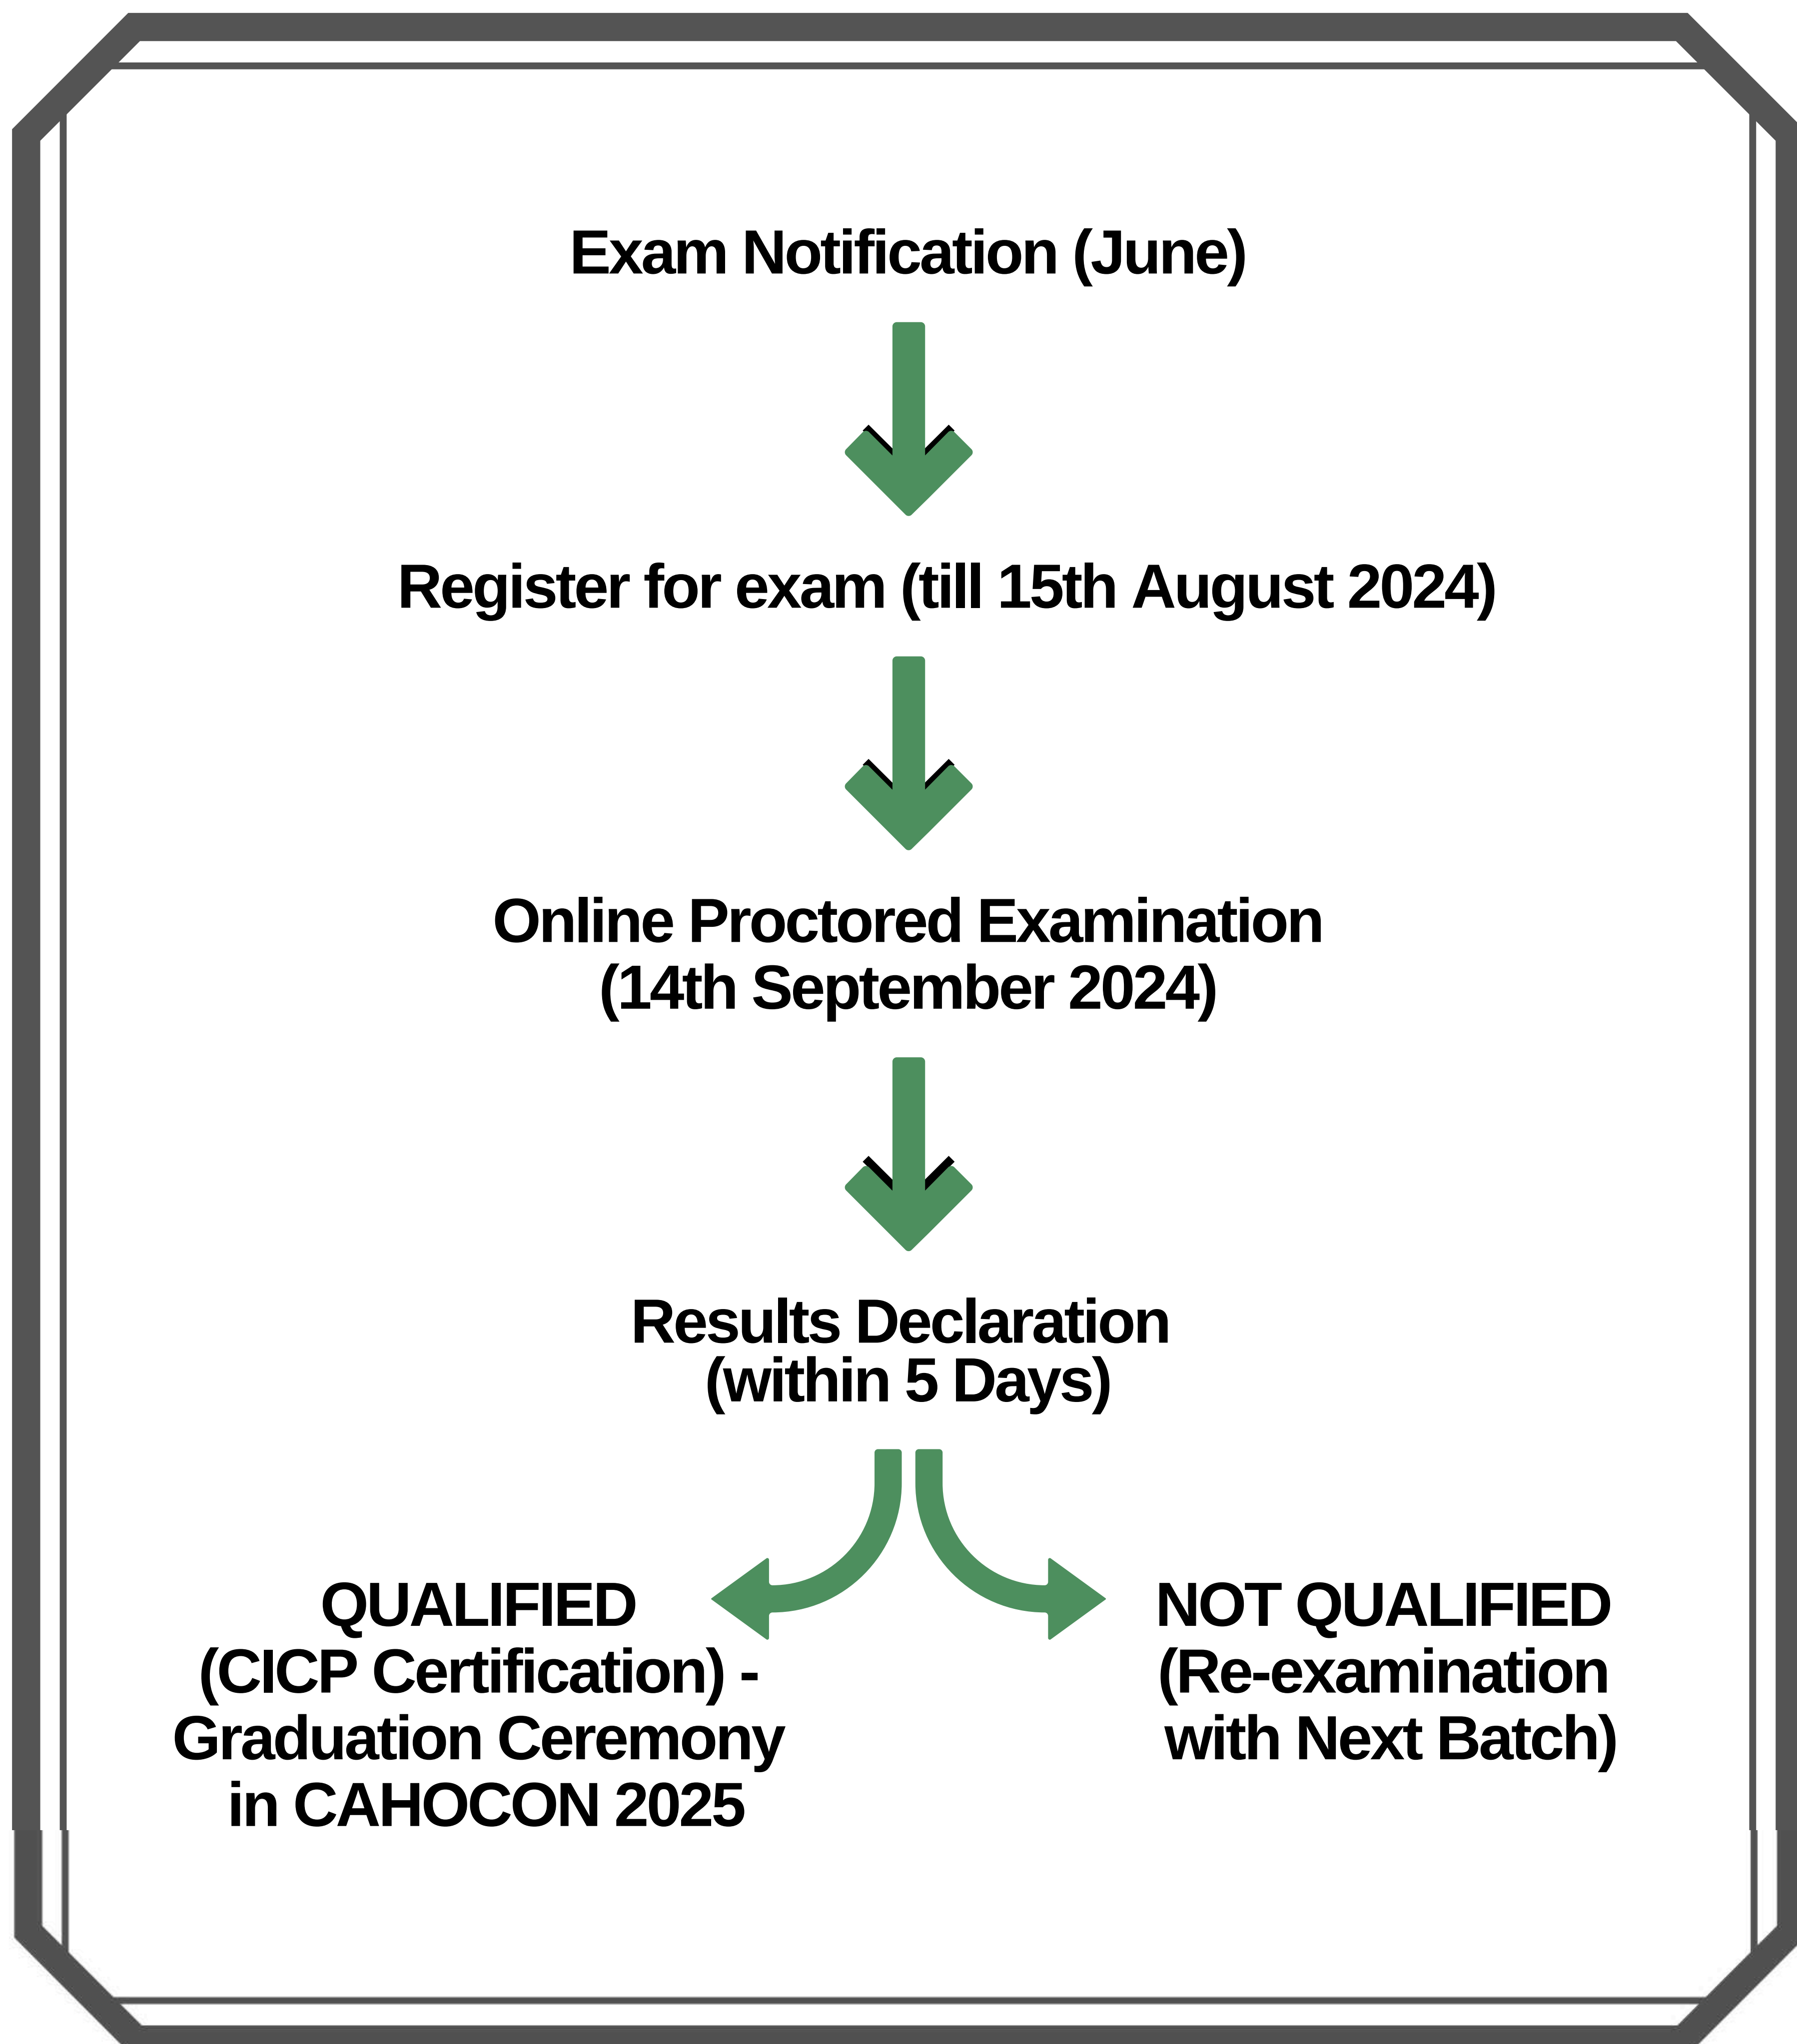 Exam Notification (June)
Register for exam (till 15th August 2024)
Online Proctored Examination
(14th September 2024)
Results Declaration
(within 5 Days)
QUALIFIED
(CICP Certification) -
Graduation Ceremony
in CAHOCON 2025
NOT QUALIFIED
(Re-examination
with Next Batch)